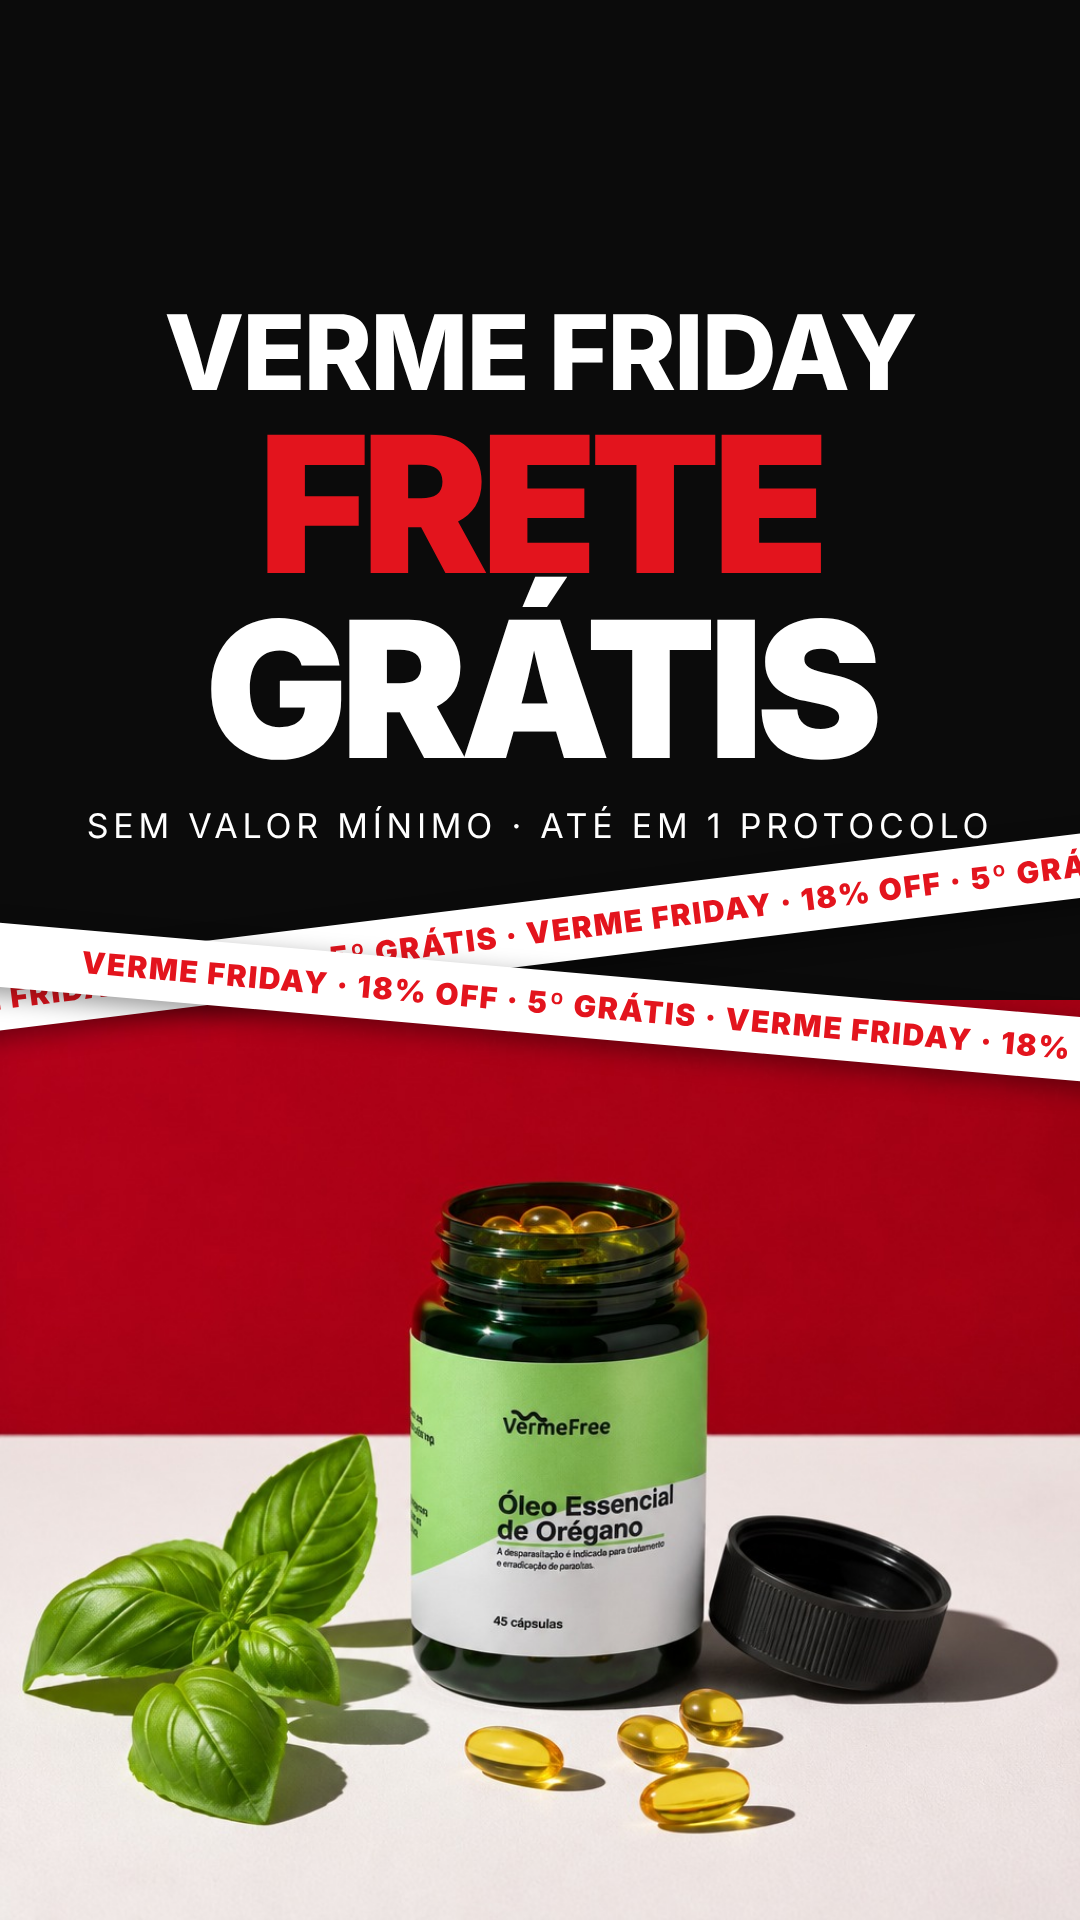 VERME FRIDAY
FRETE
GRÁTIS
SEM VALOR MÍNIMO · ATÉ EM 1 PROTOCOLO
5º GRÁTIS · VERME FRIDAY · 18% OFF · 5º GRÁ
VERME FRIDAY · 18% OFF · 5º GRÁTIS · VERME FRIDAY · 18%
VermeFree
Óleo Essencial
de Orégano
A desparasitação é indicada para tratamento
e erradicação de parasitas.
45 cápsulas